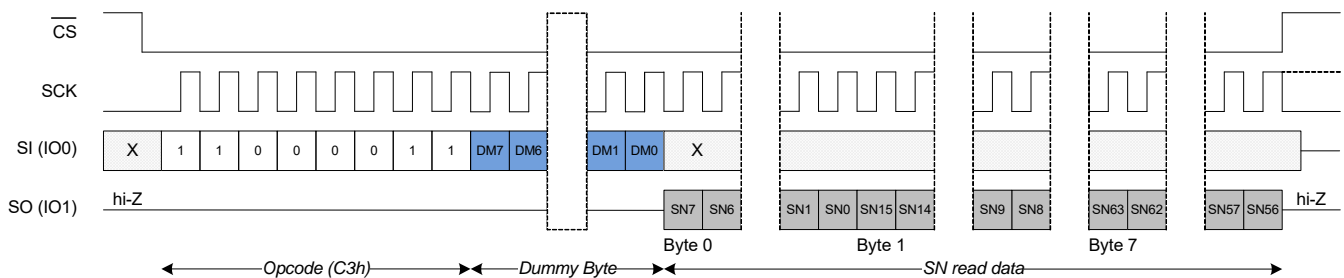 CS
SCK
SI (IO0) X 1 1 0 0 0 0 1 1 DM7 DM6 DM1 DM0 X
SO (IO1) hi-Z SN7 SN6 SN1 SN0 SN15 SN14 SN9 SN8 SN63 SN62 SN57 SN56 hi-Z
Byte 0 Byte 1 Byte 7
Opcode (C3h) Dummy Byte SN read data